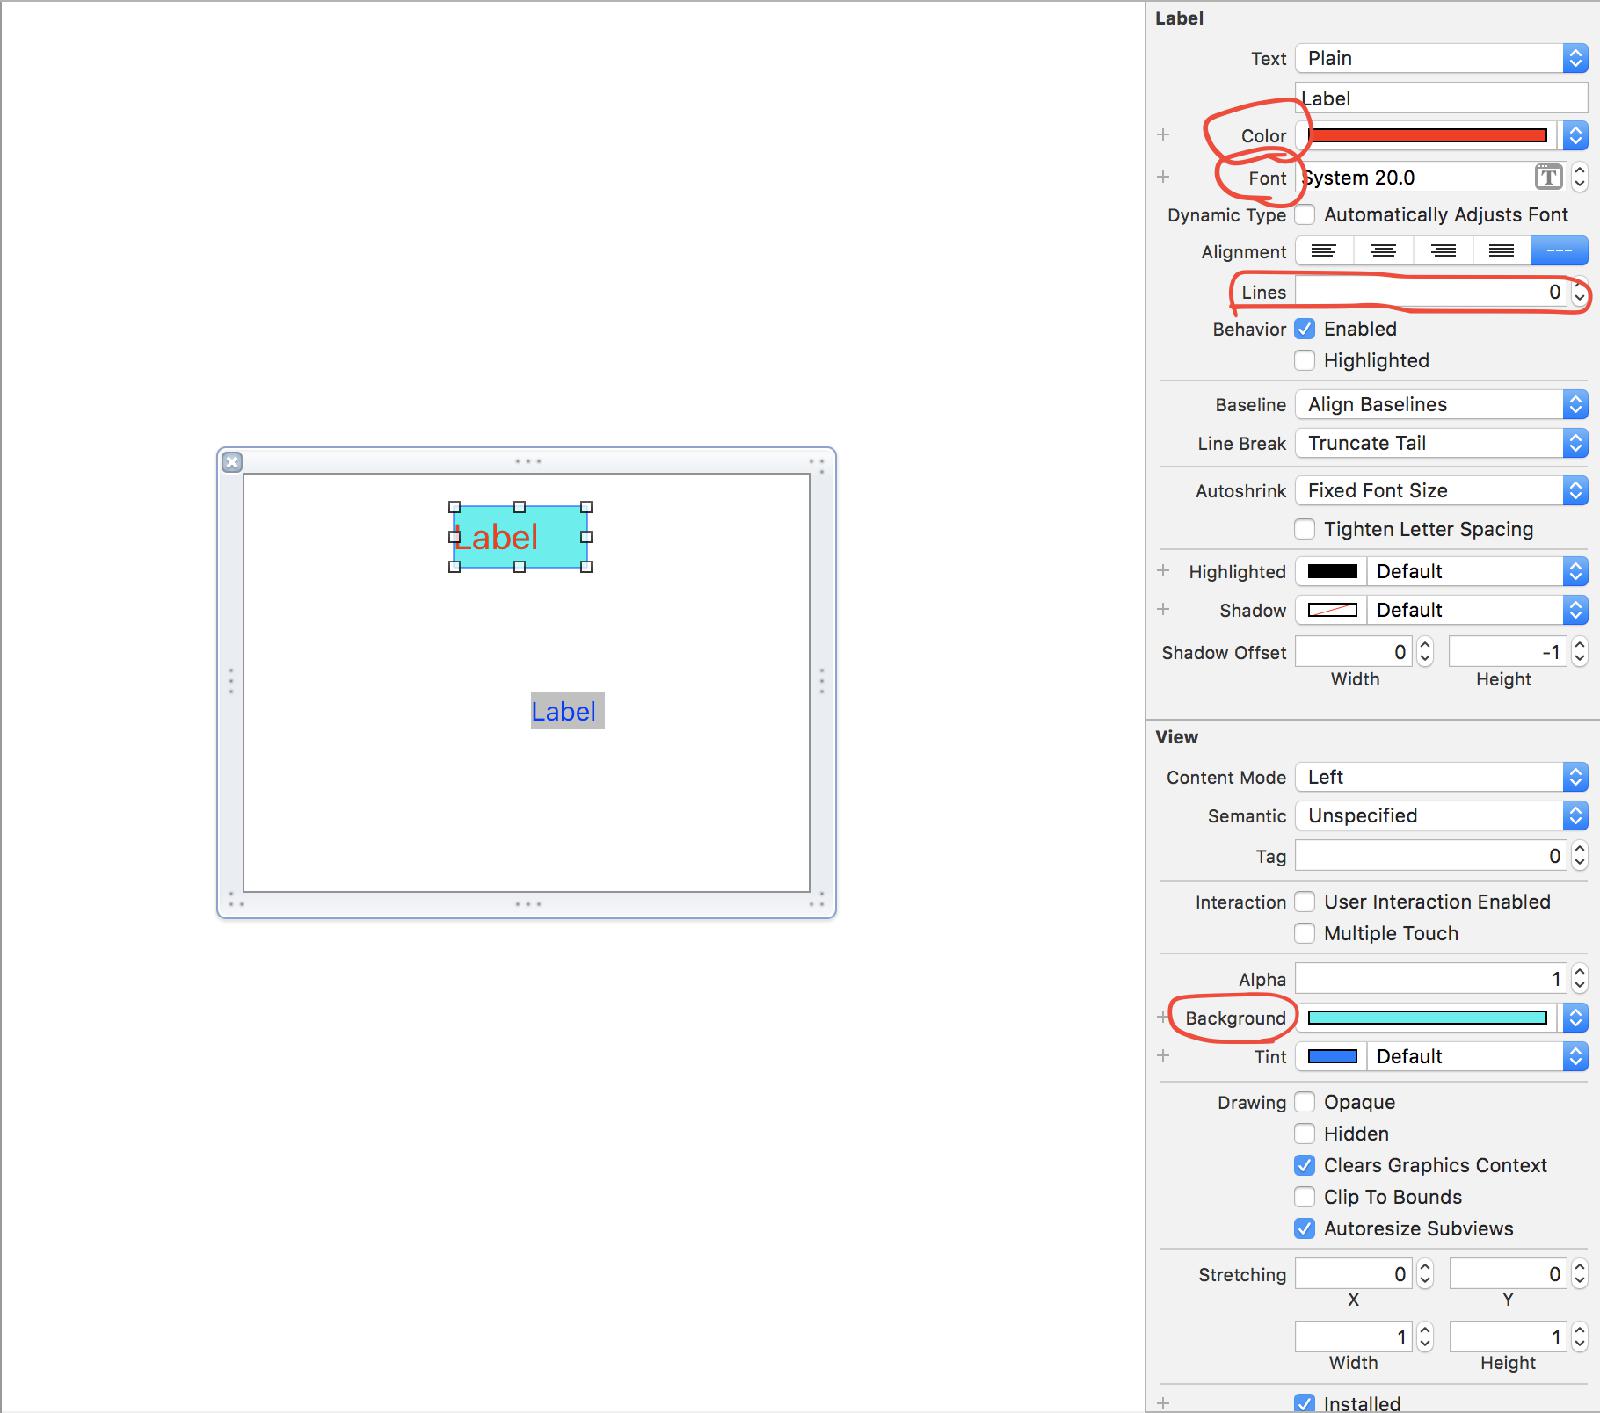 Label
Text Plain
Label
Color
Font System 20.0 T
Dynamic Type Automatically Adjusts Font
Alignment ---
Lines 0
Behavior Enabled
Highlighted
Baseline Align Baselines
Line Break Truncate Tail
Autoshrink Fixed Font Size
Tighten Letter Spacing
Highlighted Default
Shadow Default
Shadow Offset 0 -1
Width Height
Label
Label
View
Content Mode Left
Semantic Unspecified
Tag 0
Interaction User Interaction Enabled
Multiple Touch
Alpha 1
Background
Tint Default
Drawing Opaque
Hidden
Clears Graphics Context
Clip To Bounds
Autoresize Subviews
Stretching 0 0
X Y
1 1
Width Height
Installed